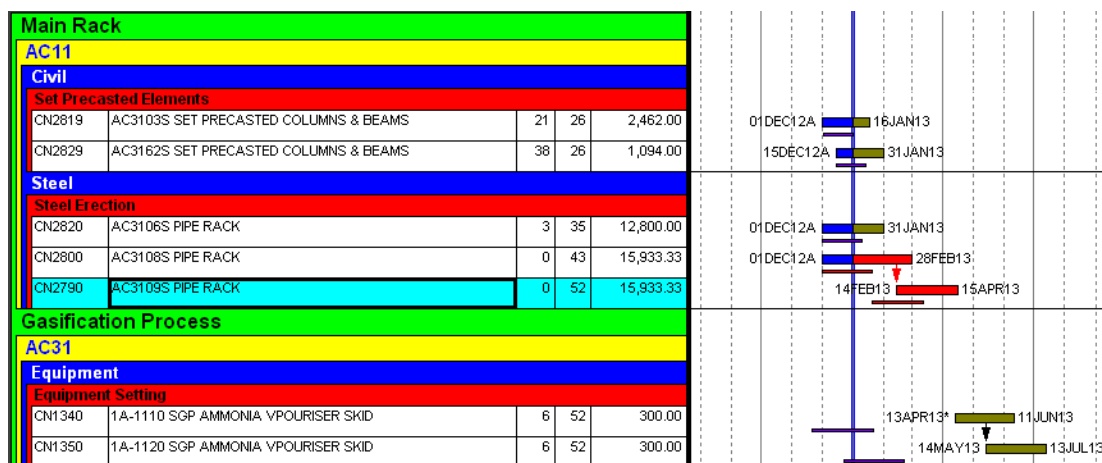 Main Rack
AC11
Civil
Set Precasted Elements
CN2819 AC3103S SET PRECASTED COLUMNS & BEAMS 21 26 2,462.00 01DEC12A 16JAN13
CN2829 AC3162S SET PRECASTED COLUMNS & BEAMS 38 26 1,094.00 15DEC12A 31JAN13
Steel
Steel Erection
CN2820 AC3106S PIPE RACK 3 35 12,800.00 01DEC12A 31JAN13
CN2800 AC3108S PIPE RACK 0 43 15,933.33 01DEC12A 28FEB13
CN2790 AC3109S PIPE RACK 0 52 15,933.33 14FEB13 15APR13
Gasification Process
AC31
Equipment
Equipment Setting
CN1340 1A-1110 SGP AMMONIA VPOURISER SKID 6 52 300.00 13APR13* 11JUN13
CN1350 1A-1120 SGP AMMONIA VPOURISER SKID 6 52 300.00 14MAY13 13JUL13